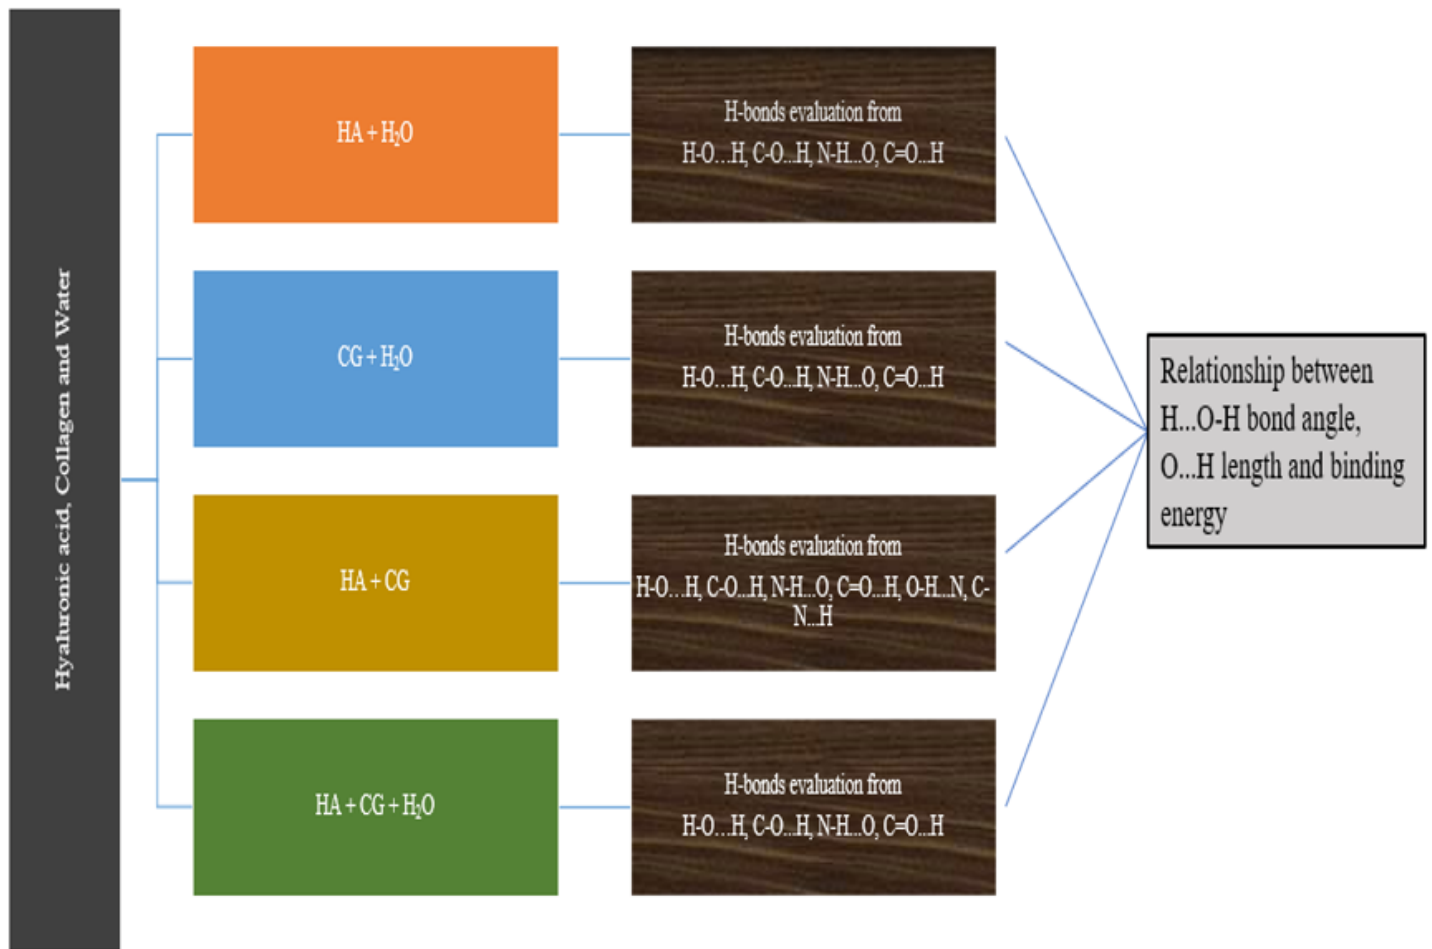 Hyaluronic acid, Collagen and Water
HA + H₂O
H-bonds evaluation from
H-O…H, C-O...H, N-H...O, C=O...H
CG + H₂O
H-bonds evaluation from
H-O…H, C-O...H, N-H...O, C=O...H
HA + CG
H-bonds evaluation from
H-O…H, C-O...H, N-H...O, C=O...H, O-H...N, C-
N...H
HA + CG + H₂O
H-bonds evaluation from
H-O…H, C-O...H, N-H...O, C=O...H
Relationship between
H...O-H bond angle,
O...H length and binding
energy